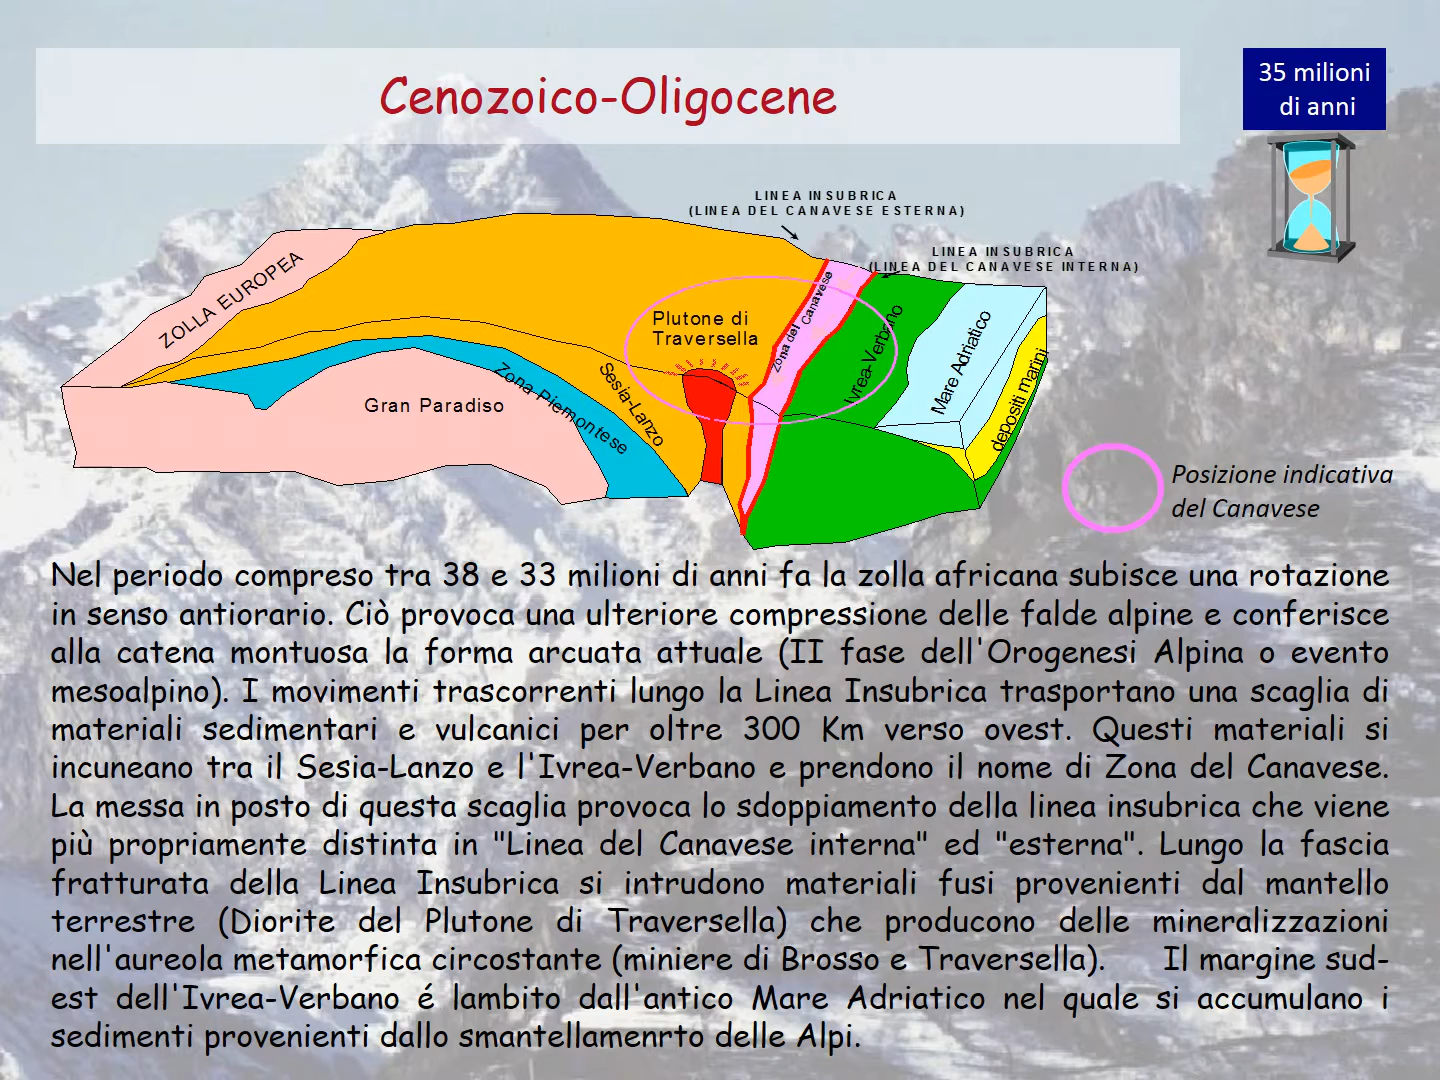 Cenozoico-Oligocene
35 milioni
di anni
LINEA INSUBRICA
(LINEA DEL CANAVESE ESTERNA)
LINEA INSUBRICA
(LINEA DEL CANAVESE INTERNA)
ZOLLA EUROPEA
Plutone di
Traversella
Zona del Canavese
Ivrea-Verbano
Mare Adriatico
depositi marini
Gran Paradiso
Zona Piemontese
Sesia-Lanzo
Posizione indicativa
del Canavese
Nel periodo compreso tra 38 e 33 milioni di anni fa la zolla africana subisce una rotazione
in senso antiorario. Ciò provoca una ulteriore compressione delle falde alpine e conferisce
alla catena montuosa la forma arcuata attuale (II fase dell'Orogenesi Alpina o evento
mesoalpino). I movimenti trascorrenti lungo la Linea Insubrica trasportano una scaglia di
materiali sedimentari e vulcanici per oltre 300 Km verso ovest. Questi materiali si
incuneano tra il Sesia-Lanzo e l'Ivrea-Verbano e prendono il nome di Zona del Canavese.
La messa in posto di questa scaglia provoca lo sdoppiamento della linea insubrica che viene
più propriamente distinta in "Linea del Canavese interna" ed "esterna". Lungo la fascia
fratturata della Linea Insubrica si intrudono materiali fusi provenienti dal mantello
terrestre (Diorite del Plutone di Traversella) che producono delle mineralizzazioni
nell'aureola metamorfica circostante (miniere di Brosso e Traversella). Il margine sud-
est dell'Ivrea-Verbano é lambito dall'antico Mare Adriatico nel quale si accumulano i
sedimenti provenienti dallo smantellamenrto delle Alpi.